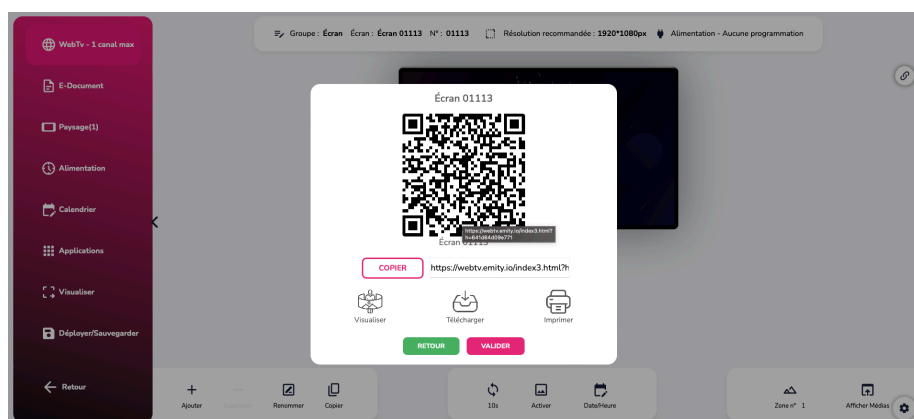 WebTv - 1 canal max
E-Document
Paysage(1)
Alimentation
Calendrier
Applications
Visualiser
Déployer/Sauvegarder
Retour
Groupe : Écran Écran : Écran 01113 N° : 01113 Résolution recommandée : 1920*1080px Alimentation - Aucune programmation
Écran 01113
https://webtv.emity.io/index3.html?
h=641d64d09e771
Écran 01113
COPIER https://webtv.emity.io/index3.html?h
Visualiser Télécharger Imprimer
RETOUR VALIDER
Ajouter Renommer Copier 10s Activer Date/Heure Zone n° 1 Afficher Médias